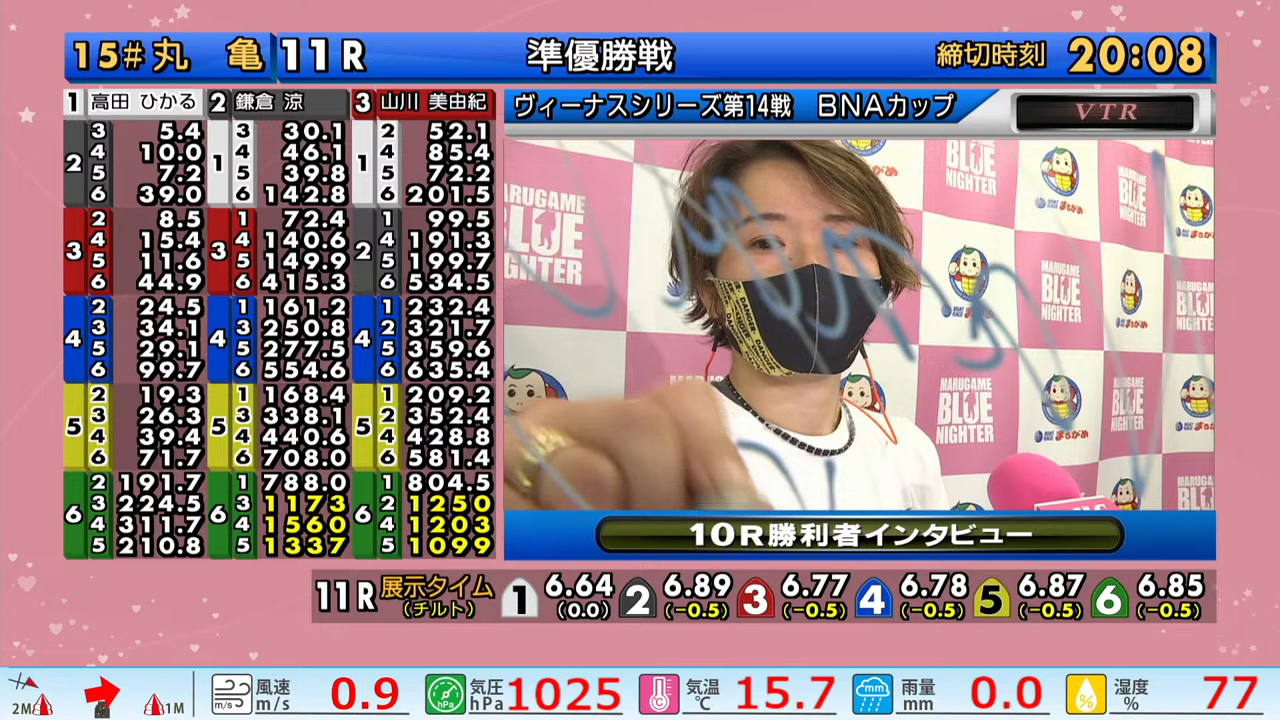 15#丸 亀 11R 準優勝戦 締切時刻 20:08
1 高田 ひかる 2 鎌倉 涼 3 山川 美由紀
ヴィーナスシリーズ第14戦 BNAカップ
VTR
2 3 5.4 1 3 30.1 1 2 52.1
4 10.0 4 46.1 4 85.4
5 7.2 5 39.8 5 72.2
6 39.0 6 142.8 6 201.5
3 2 8.5 3 1 72.4 2 1 99.5
4 15.4 4 140.6 4 191.3
5 11.6 5 149.9 5 199.7
6 44.9 6 415.3 6 534.5
4 2 24.5 4 1 161.2 4 1 232.4
3 34.1 3 250.8 2 321.7
5 29.1 5 277.5 5 359.6
6 99.7 6 554.6 6 635.4
5 2 19.3 5 1 168.4 5 1 209.2
3 26.3 3 338.1 2 352.4
4 39.4 4 440.6 4 428.8
6 71.7 6 708.0 6 581.4
6 2 191.7 6 1 788.0 6 1 804.5
3 224.5 3 1173 2 1250
4 311.7 4 1560 4 1203
5 210.8 5 1337 5 1099
MARUGAME
BLUE
NIGHTER
BOAT RACE まるがめ
10R勝利者インタビュー
11R 展示タイム 1 6.64 2 6.89 3 6.77 4 6.78 5 6.87 6 6.85
(チルト) (0.0) (-0.5) (-0.5) (-0.5) (-0.5) (-0.5)
2M 1M 風速 m/s 0.9 気圧 hPa 1025 気温 ℃ 15.7 mm 雨量 mm 0.0 % 湿度 % 77